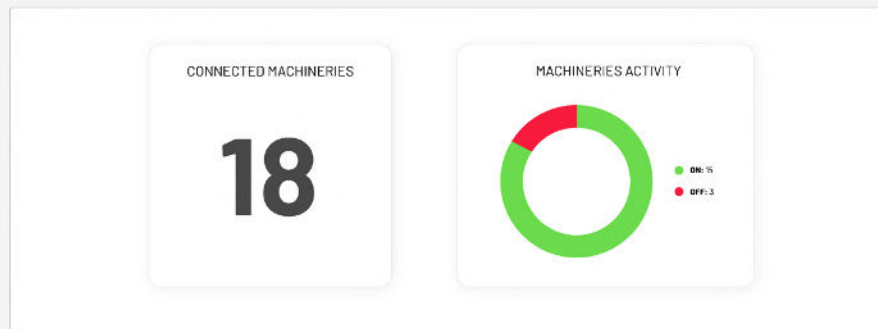 CONNECTED MACHINERIES
18
MACHINERIES ACTIVITY
ON: 15
OFF: 3